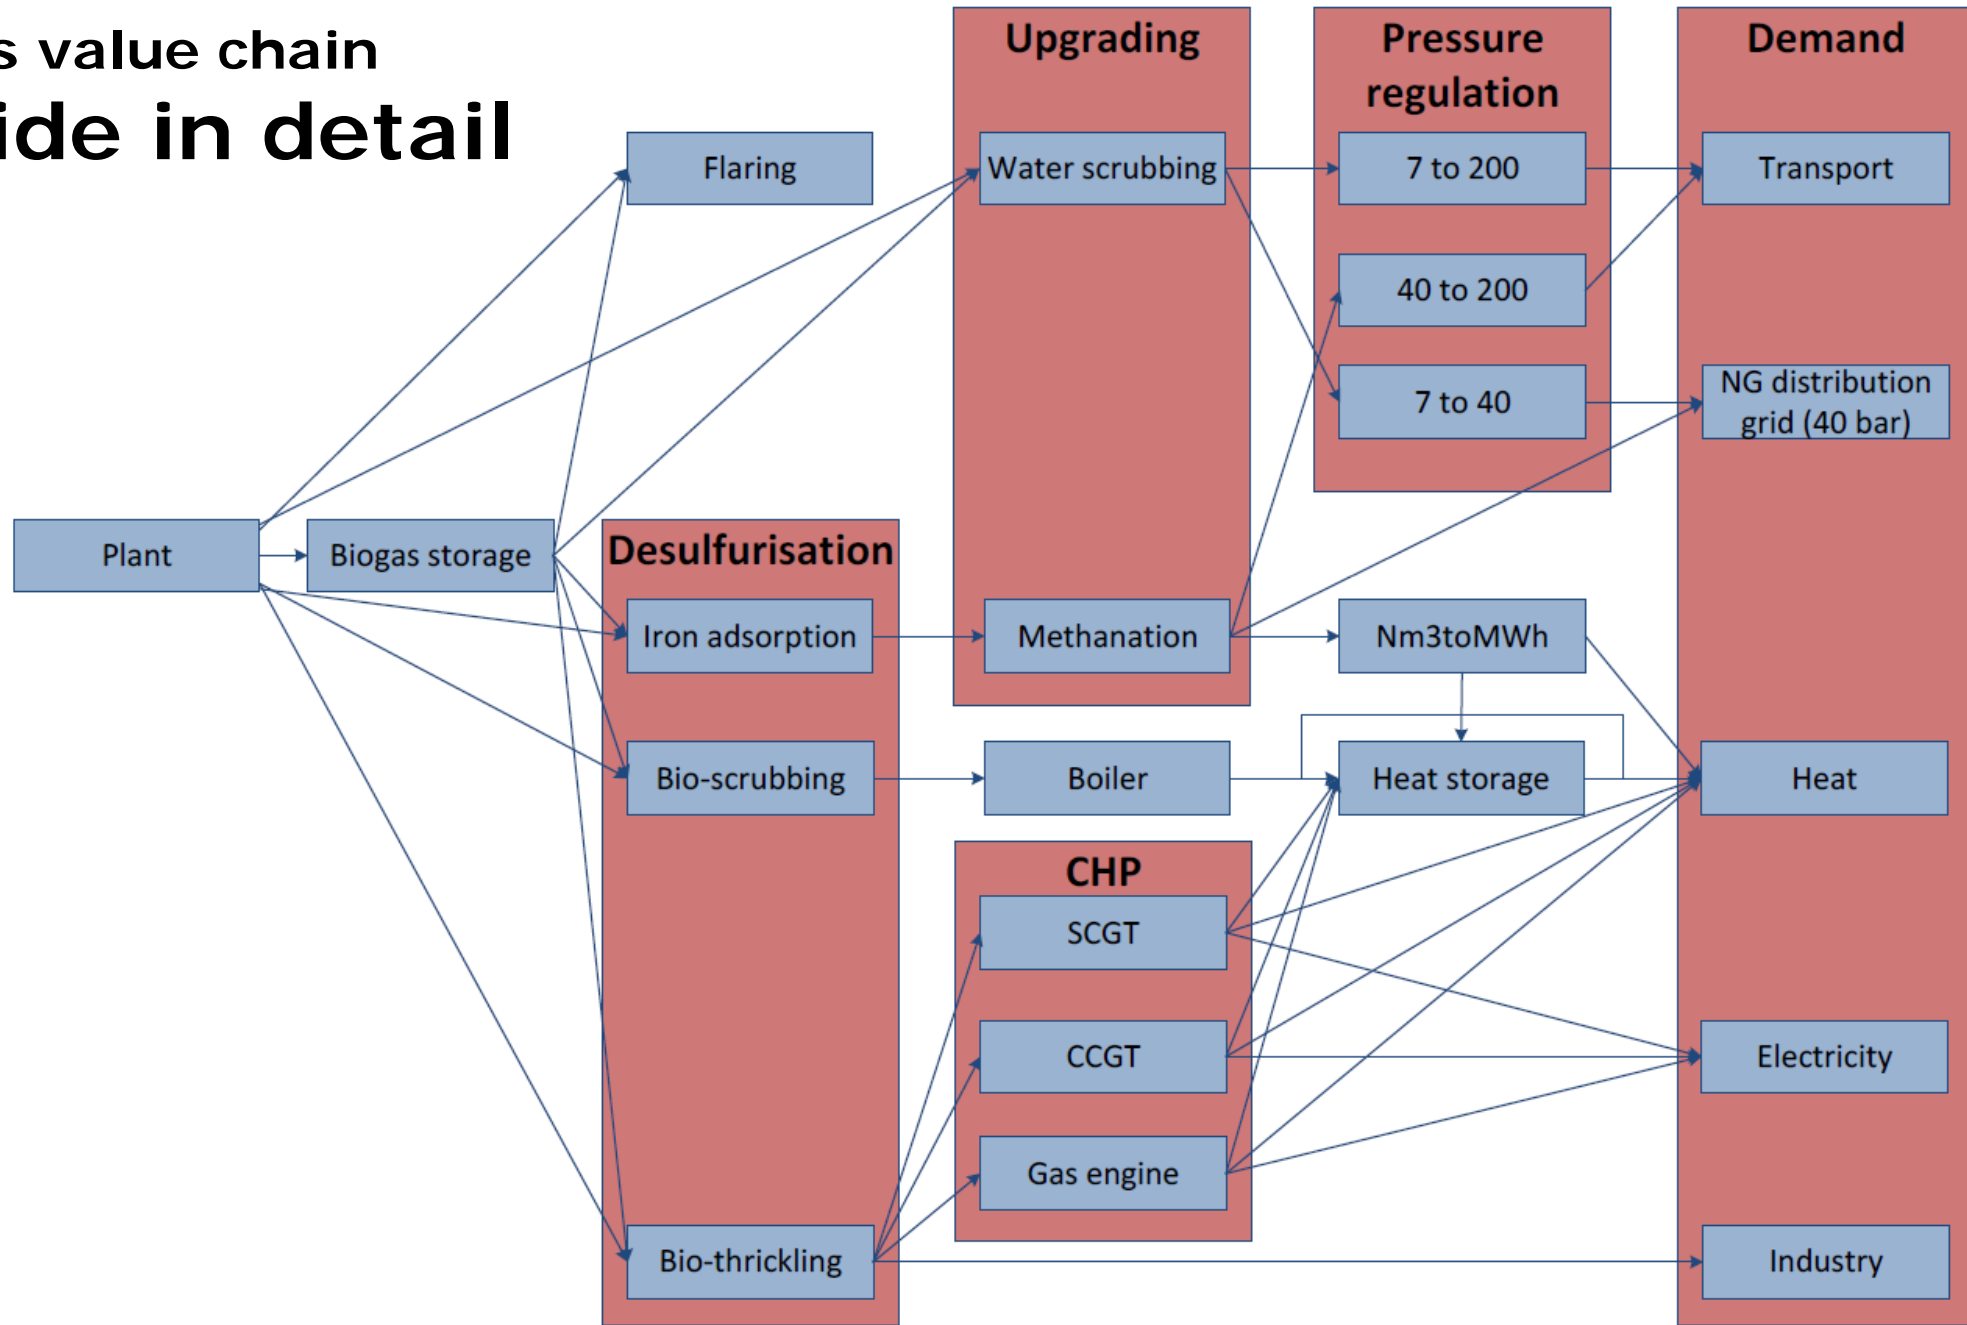 s value chain
ide in detail
Upgrading
Pressure
regulation
Demand
Flaring
Water scrubbing
7 to 200
Transport
40 to 200
7 to 40
NG distribution
grid (40 bar)
Plant
Biogas storage
Desulfurisation
Iron adsorption
Methanation
Nm3toMWh
Bio-scrubbing
Boiler
Heat storage
Heat
CHP
SCGT
CCGT
Electricity
Gas engine
Bio-thrickling
Industry